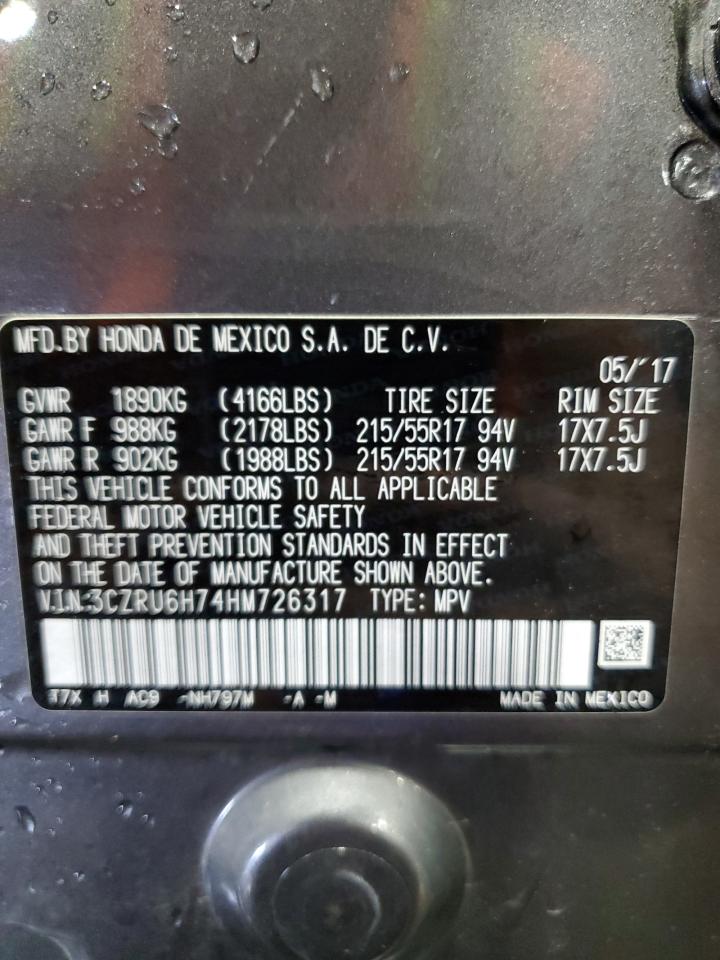 MFD.BY HONDA DE MEXICO S.A. DE C.V.
05/'17
GVWR 1890KG (4166LBS) TIRE SIZE RIM SIZE
GAWR F 988KG (2178LBS) 215/55R17 94V 17X7.5J
GAWR R 902KG (1988LBS) 215/55R17 94V 17X7.5J
THIS VEHICLE CONFORMS TO ALL APPLICABLE
FEDERAL MOTOR VEHICLE SAFETY
AND THEFT PREVENTION STANDARDS IN EFFECT
ON THE DATE OF MANUFACTURE SHOWN ABOVE.
V.I.N:3CZRU6H74HM726317 TYPE: MPV
T7X H AC9 -NH797M -A -M MADE IN MEXICO